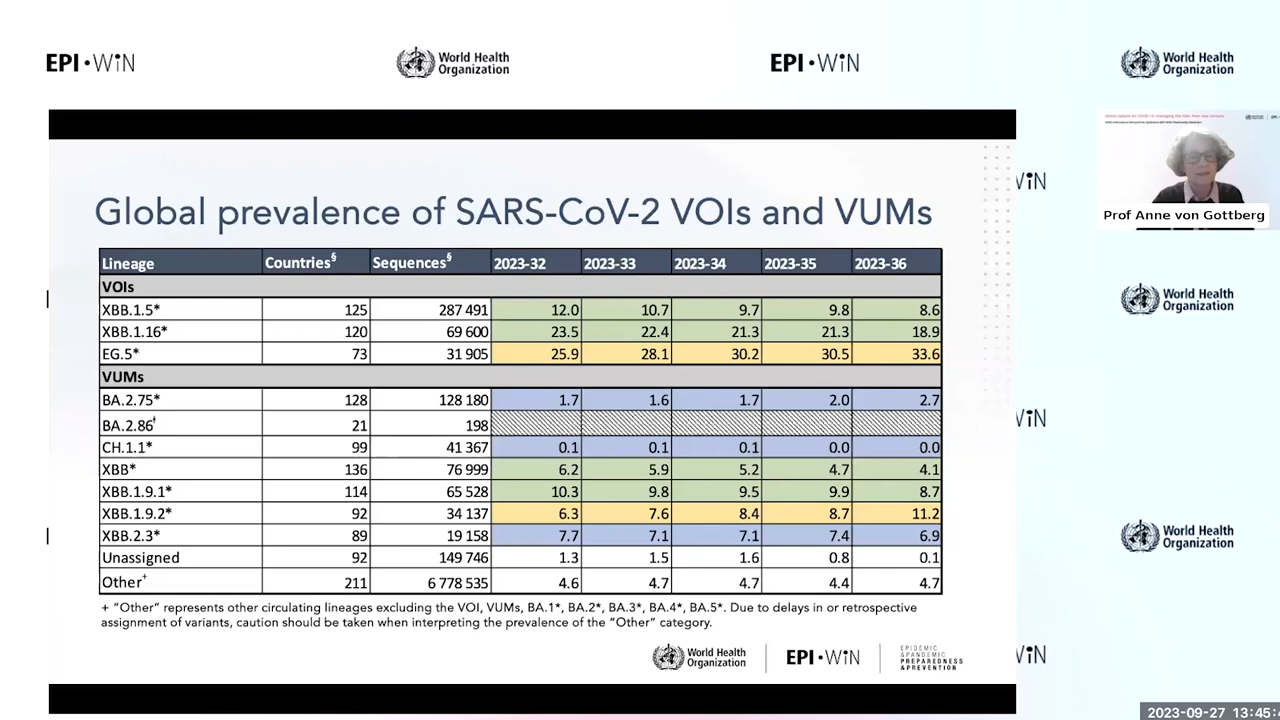 EPI•WiN World Health Organization EPI•WiN World Health Organization
Global prevalence of SARS-CoV-2 VOIs and VUMs
Lineage Countries§ Sequences§ 2023-32 2023-33 2023-34 2023-35 2023-36
VOIs
XBB.1.5* 125 287 491 12.0 10.7 9.7 9.8 8.6
XBB.1.16* 120 69 600 23.5 22.4 21.3 21.3 18.9
EG.5* 73 31 905 25.9 28.1 30.2 30.5 33.6
VUMs
BA.2.75* 128 128 180 1.7 1.6 1.7 2.0 2.7
BA.2.86† 21 198
CH.1.1* 99 41 367 0.1 0.1 0.1 0.0 0.0
XBB* 136 76 999 6.2 5.9 5.2 4.7 4.1
XBB.1.9.1* 114 65 528 10.3 9.8 9.5 9.9 8.7
XBB.1.9.2* 92 34 137 6.3 7.6 8.4 8.7 11.2
XBB.2.3* 89 19 158 7.7 7.1 7.1 7.4 6.9
Unassigned 92 149 746 1.3 1.5 1.6 0.8 0.1
Other+ 211 6 778 535 4.6 4.7 4.7 4.4 4.7
+ "Other" represents other circulating lineages excluding the VOI, VUMs, BA.1*, BA.2*, BA.3*, BA.4*, BA.5*. Due to delays in or retrospective
assignment of variants, caution should be taken when interpreting the prevalence of the "Other" category.
World Health Organization
EPI•WiN
EPIDEMIC
&PANDEMIC
PREPAREDNESS
&PREVENTION
Prof Anne von Gottberg
World Health Organization
World Health Organization
World Health Organization
2023-09-27 13:45: